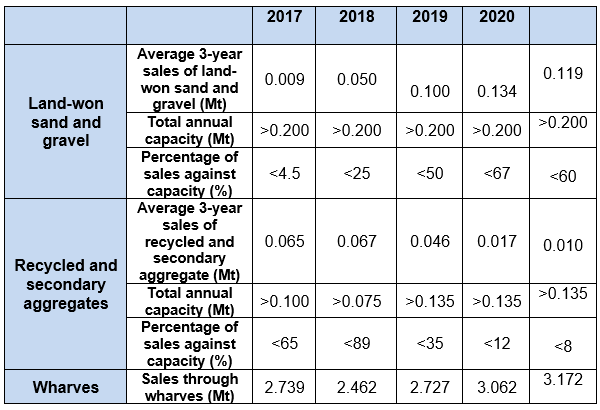 2017 2018 2019 2020
Land-won
sand and
gravel
Average 3-year
sales of land-
won sand and
gravel (Mt)
0.009 0.050 0.100 0.134 0.119
Total annual
capacity (Mt)
>0.200 >0.200 >0.200 >0.200 >0.200
Percentage of
sales against
capacity (%)
<4.5 <25 <50 <67 <60
Recycled and
secondary
aggregates
Average 3-year
sales of
recycled and
secondary
aggregate (Mt)
0.065 0.067 0.046 0.017 0.010
Total annual
capacity (Mt)
>0.100 >0.075 >0.135 >0.135 >0.135
Percentage of
sales against
capacity (%)
<65 <89 <35 <12 <8
Wharves
Sales through
wharves (Mt)
2.739 2.462 2.727 3.062 3.172